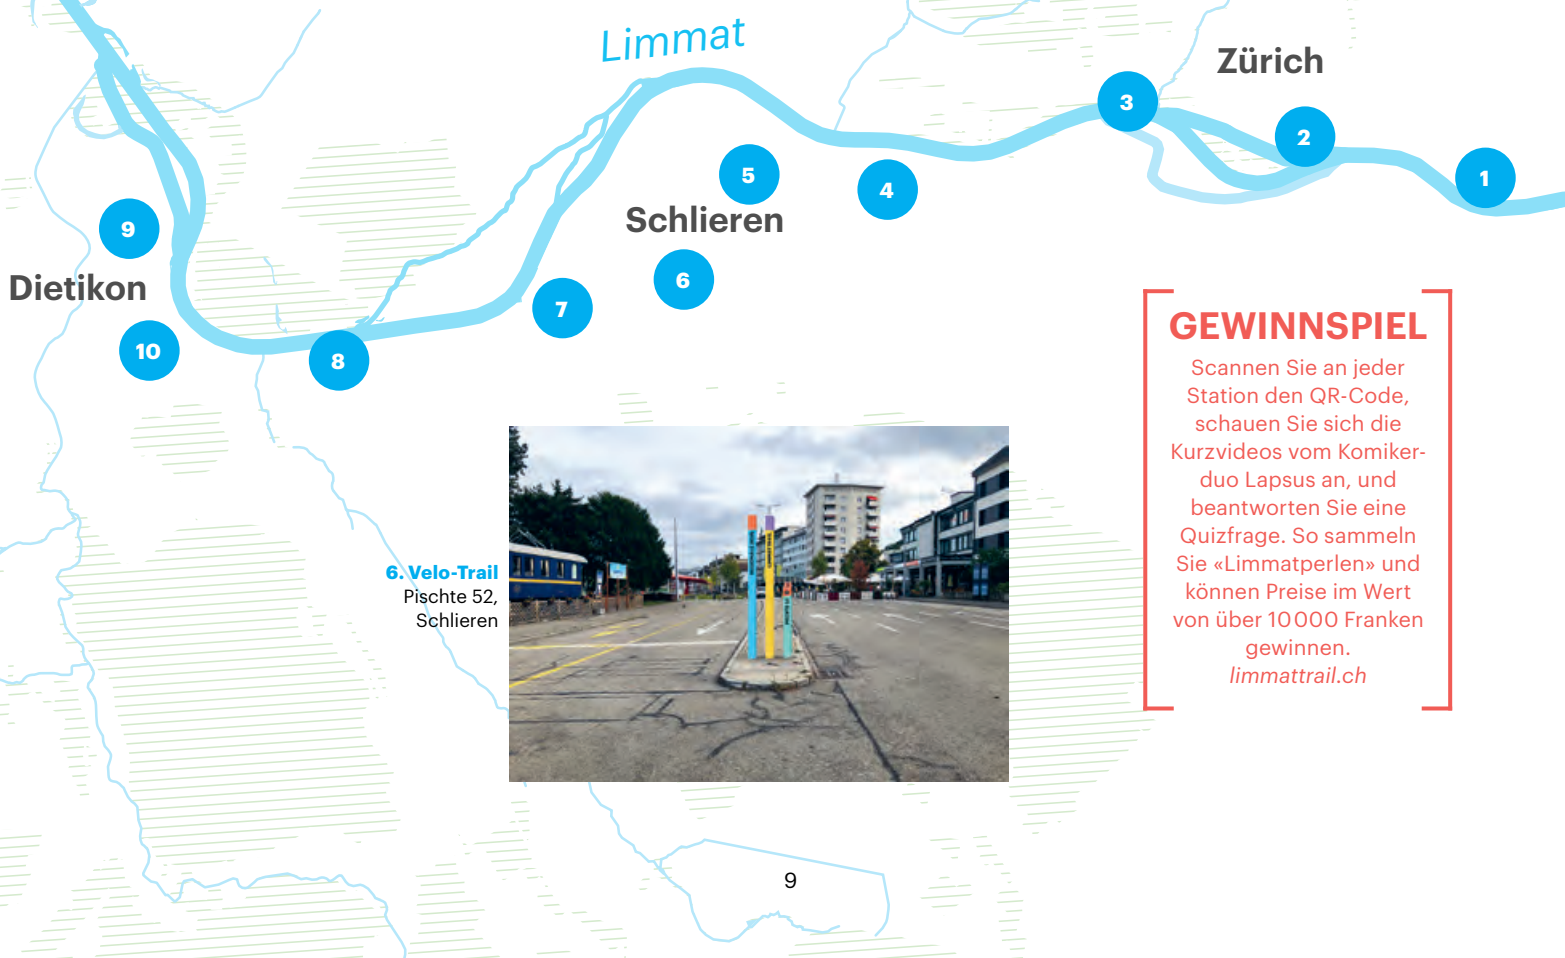 Limmat
Zürich
3
2
1
5
4
Schlieren
9
6
Dietikon
7
10
8
GEWINNSPIEL
Scannen Sie an jeder
Station den QR-Code,
schauen Sie sich die
Kurzvideos vom Komiker-
duo Lapsus an, und
beantworten Sie eine
Quizfrage. So sammeln
Sie «Limmatperlen» und
können Preise im Wert
von über 10 000 Franken
gewinnen.
limmattrail.ch
6. Velo-Trail
Pischte 52,
Schlieren
9